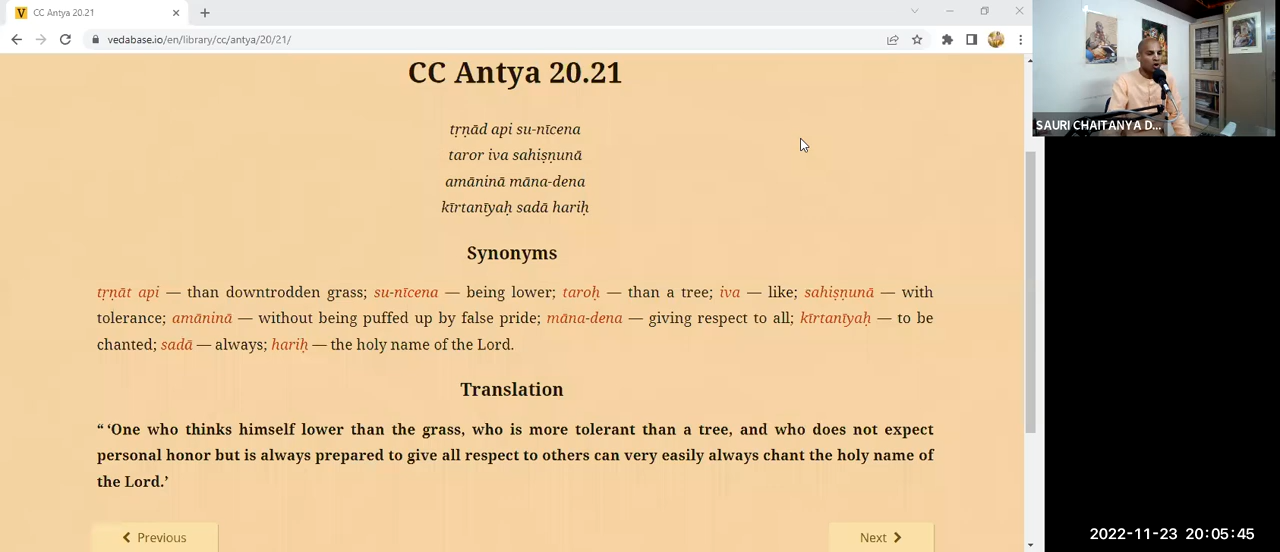 CC Antya 20.21
vedabase.io/en/library/cc/antya/20/21/
CC Antya 20.21
tṛṇād api su-nīcena
taror iva sahiṣṇunā
amāninā māna-dena
kīrtanīyaḥ sadā hariḥ
Synonyms
tṛṇāt api — than downtrodden grass; su-nīcena — being lower; taroḥ — than a tree; iva — like; sahiṣṇunā — with
tolerance; amāninā — without being puffed up by false pride; māna-dena — giving respect to all; kīrtanīyaḥ — to be
chanted; sadā — always; hariḥ — the holy name of the Lord.
Translation
“ ‘One who thinks himself lower than the grass, who is more tolerant than a tree, and who does not expect
personal honor but is always prepared to give all respect to others can very easily always chant the holy name of
the Lord.’
Previous
Next
SAURI CHAITANYA D...
2022-11-23 20:05:45